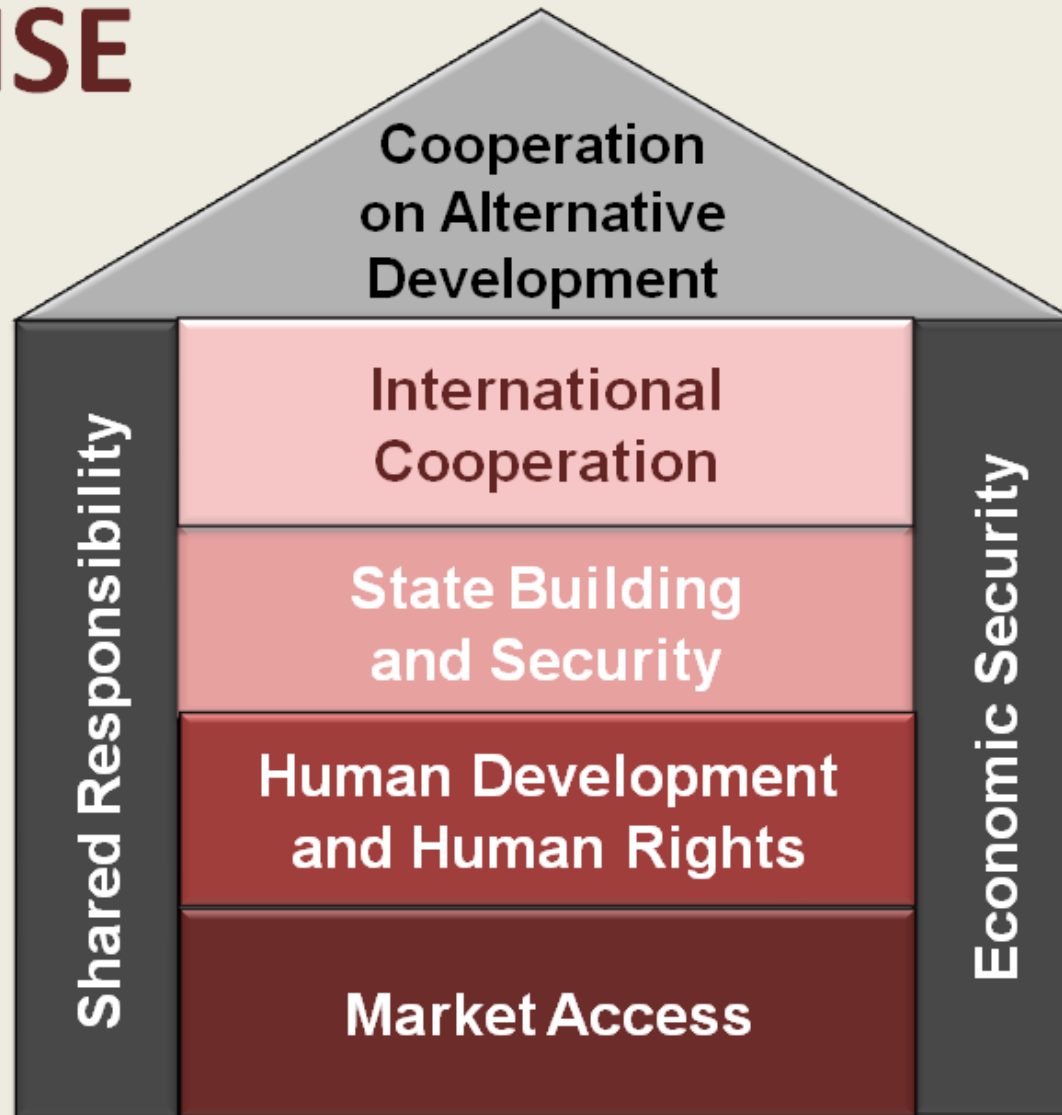 Cooperation
on Alternative
Development
International
Cooperation
State Building
and Security
Human Development
and Human Rights
Market Access
Shared Responsibility
Economic Security